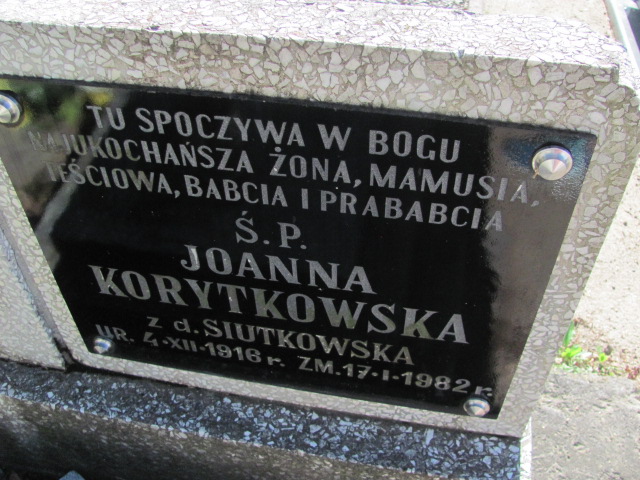 TU SPOCZYWA W BOGU
NAJUKOCHAŃSZA ŻONA, MAMUSIA,
TEŚCIOWA, BABCIA I PRABABCIA
Ś.P.
JOANNA
KORYTKOWSKA
z d. SIUTKOWSKA
UR. 4·XII·1916 r. ZM. 17·I·1982 r.